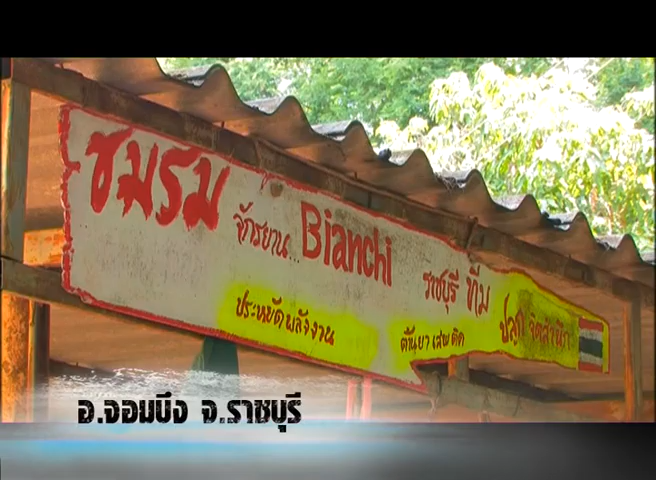 ชมรม จักรยาน... Bianchi ราชบุรี ทีม ปลุกจิตสำนึก
ประหยัดพลังงาน ต้านยาเสพติด
อ.จอมบึง จ.ราชบุรี